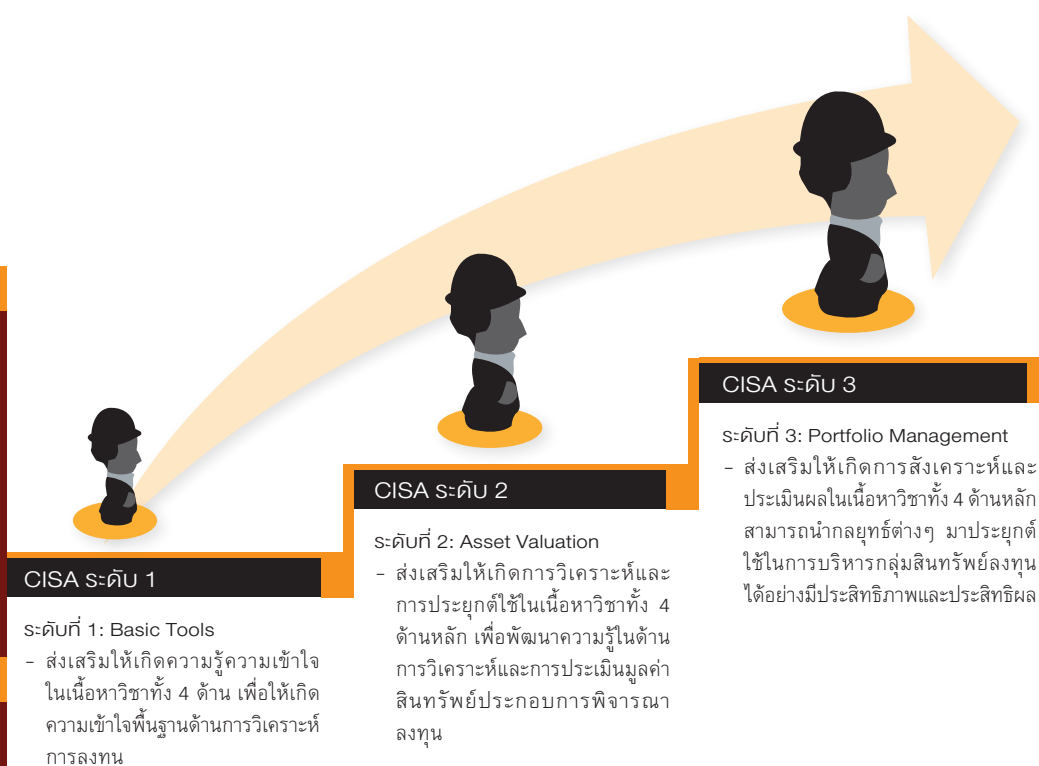 CISA ระดับ 1
ระดับที่ 1: Basic Tools
– ส่งเสริมให้เกิดความรู้ความเข้าใจ
ในเนื้อหาวิชาทั้ง 4 ด้าน เพื่อให้เกิด
ความเข้าใจพื้นฐานด้านการวิเคราะห์
การลงทุน
CISA ระดับ 2
ระดับที่ 2: Asset Valuation
– ส่งเสริมให้เกิดการวิเคราะห์และ
การประยุกต์ใช้ในเนื้อหาวิชาทั้ง 4
ด้านหลัก เพื่อพัฒนาความรู้ในด้าน
การวิเคราะห์และการประเมินมูลค่า
สินทรัพย์ประกอบการพิจารณา
ลงทุน
CISA ระดับ 3
ระดับที่ 3: Portfolio Management
– ส่งเสริมให้เกิดการสังเคราะห์และ
ประเมินผลในเนื้อหาวิชาทั้ง 4 ด้านหลัก
สามารถนำกลยุทธ์ต่างๆ มาประยุกต์
ใช้ในการบริหารกลุ่มสินทรัพย์ลงทุน
ได้อย่างมีประสิทธิภาพและประสิทธิผล